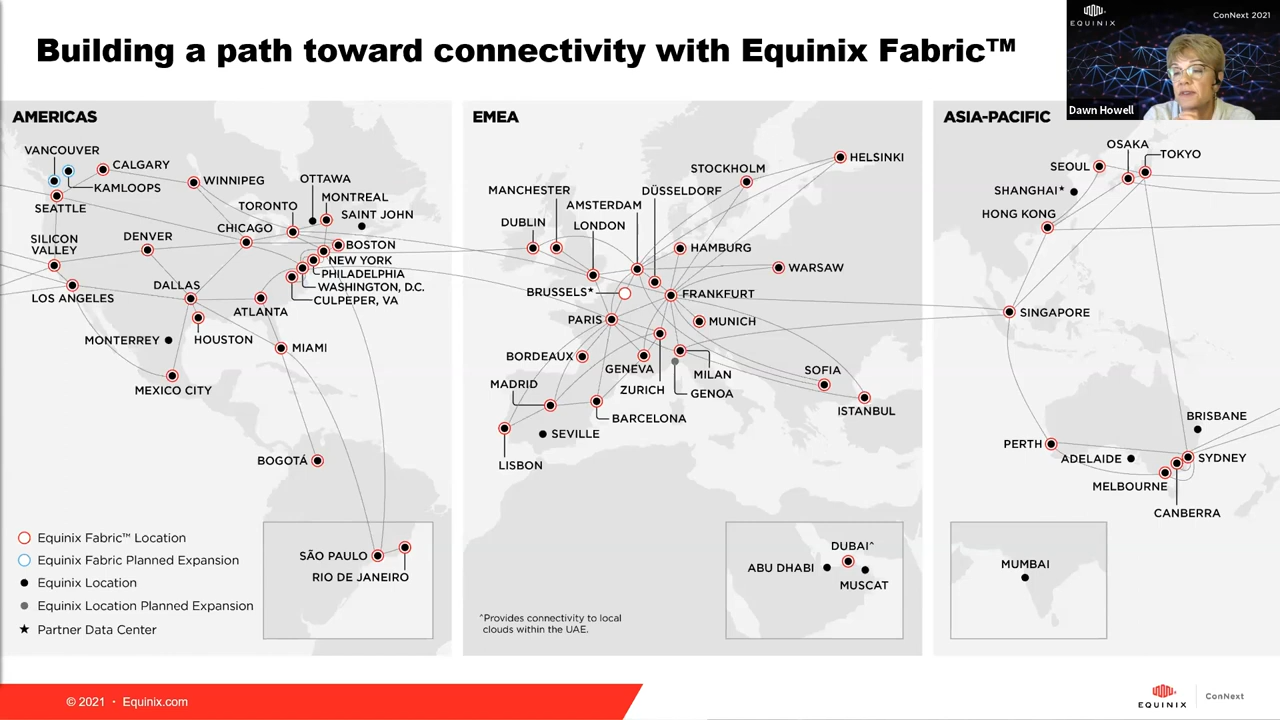 Building a path toward connectivity with Equinix Fabric™
EQUINIX
ConNext 2021
Dawn Howell
AMERICAS
VANCOUVER
CALGARY
KAMLOOPS
SEATTLE
WINNIPEG
OTTAWA
MONTREAL
TORONTO
SAINT JOHN
CHICAGO
SILICON
VALLEY
DENVER
BOSTON
NEW YORK
PHILADELPHIA
WASHINGTON, D.C.
CULPEPER, VA
LOS ANGELES
DALLAS
ATLANTA
MONTERREY
HOUSTON
MIAMI
MEXICO CITY
BOGOTÁ
SÃO PAULO
RIO DE JANEIRO
Equinix Fabric™ Location
Equinix Fabric Planned Expansion
Equinix Location
Equinix Location Planned Expansion
★ Partner Data Center
EMEA
HELSINKI
STOCKHOLM
MANCHESTER
DÜSSELDORF
AMSTERDAM
DUBLIN
LONDON
HAMBURG
WARSAW
BRUSSELS★
FRANKFURT
PARIS
MUNICH
BORDEAUX
GENEVA
MILAN
SOFIA
MADRID
ZURICH
GENOA
ISTANBUL
BARCELONA
SEVILLE
LISBON
DUBAI^
ABU DHABI
MUSCAT
^Provides connectivity to local
clouds within the UAE.
ASIA-PACIFIC
OSAKA
TOKYO
SEOUL
SHANGHAI★
HONG KONG
SINGAPORE
BRISBANE
PERTH
ADELAIDE
SYDNEY
MELBOURNE
CANBERRA
MUMBAI
© 2021 · Equinix.com
EQUINIX
ConNext